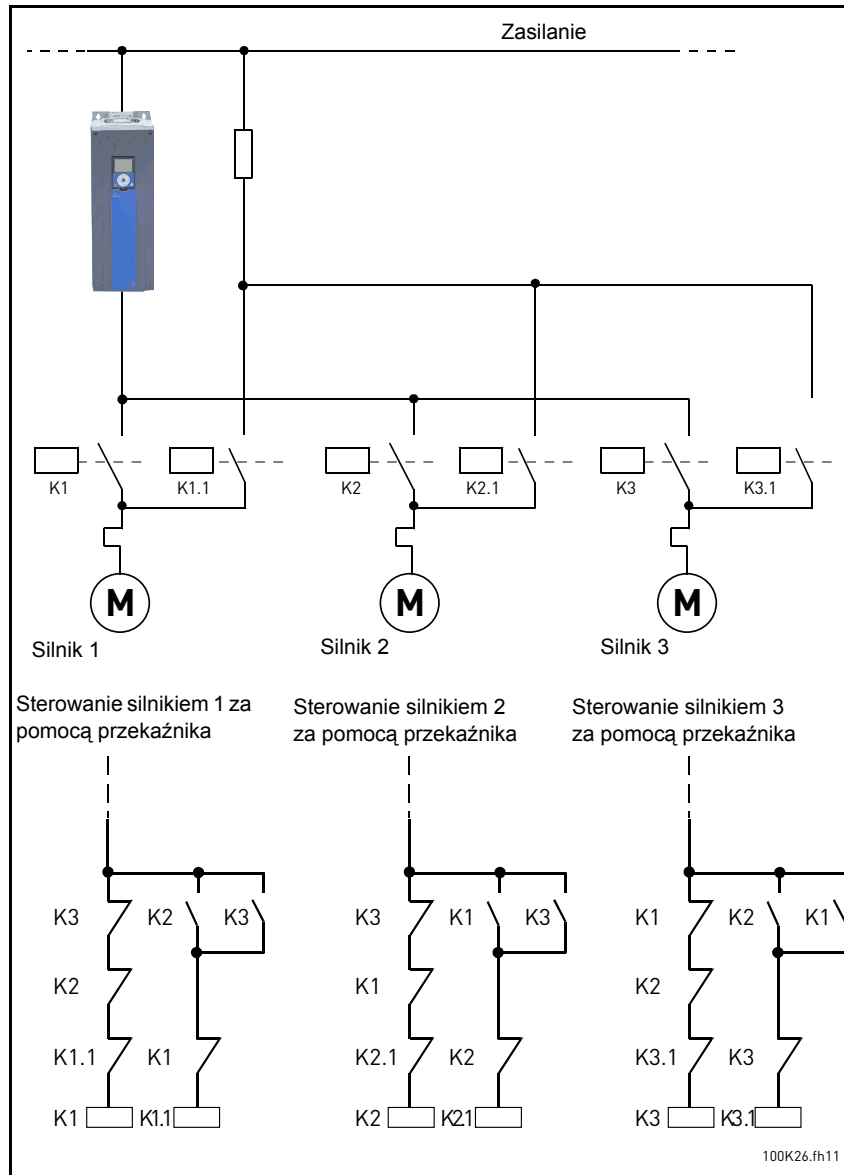 Zasilanie
K1 K1.1 K2 K2.1 K3 K3.1
M M M
Silnik 1 Silnik 2 Silnik 3
Sterowanie silnikiem 1 za
pomocą przekaźnika
Sterowanie silnikiem 2
za pomocą przekaźnika
Sterowanie silnikiem 3
za pomocą przekaźnika
K3 K2 K3 K3 K1 K3 K1 K2 K1
K2 K1 K2
K1.1 K1 K2.1 K2 K3.1 K3
K1 K1.1 K2 K2.1 K3 K3.1
100K26.fh11